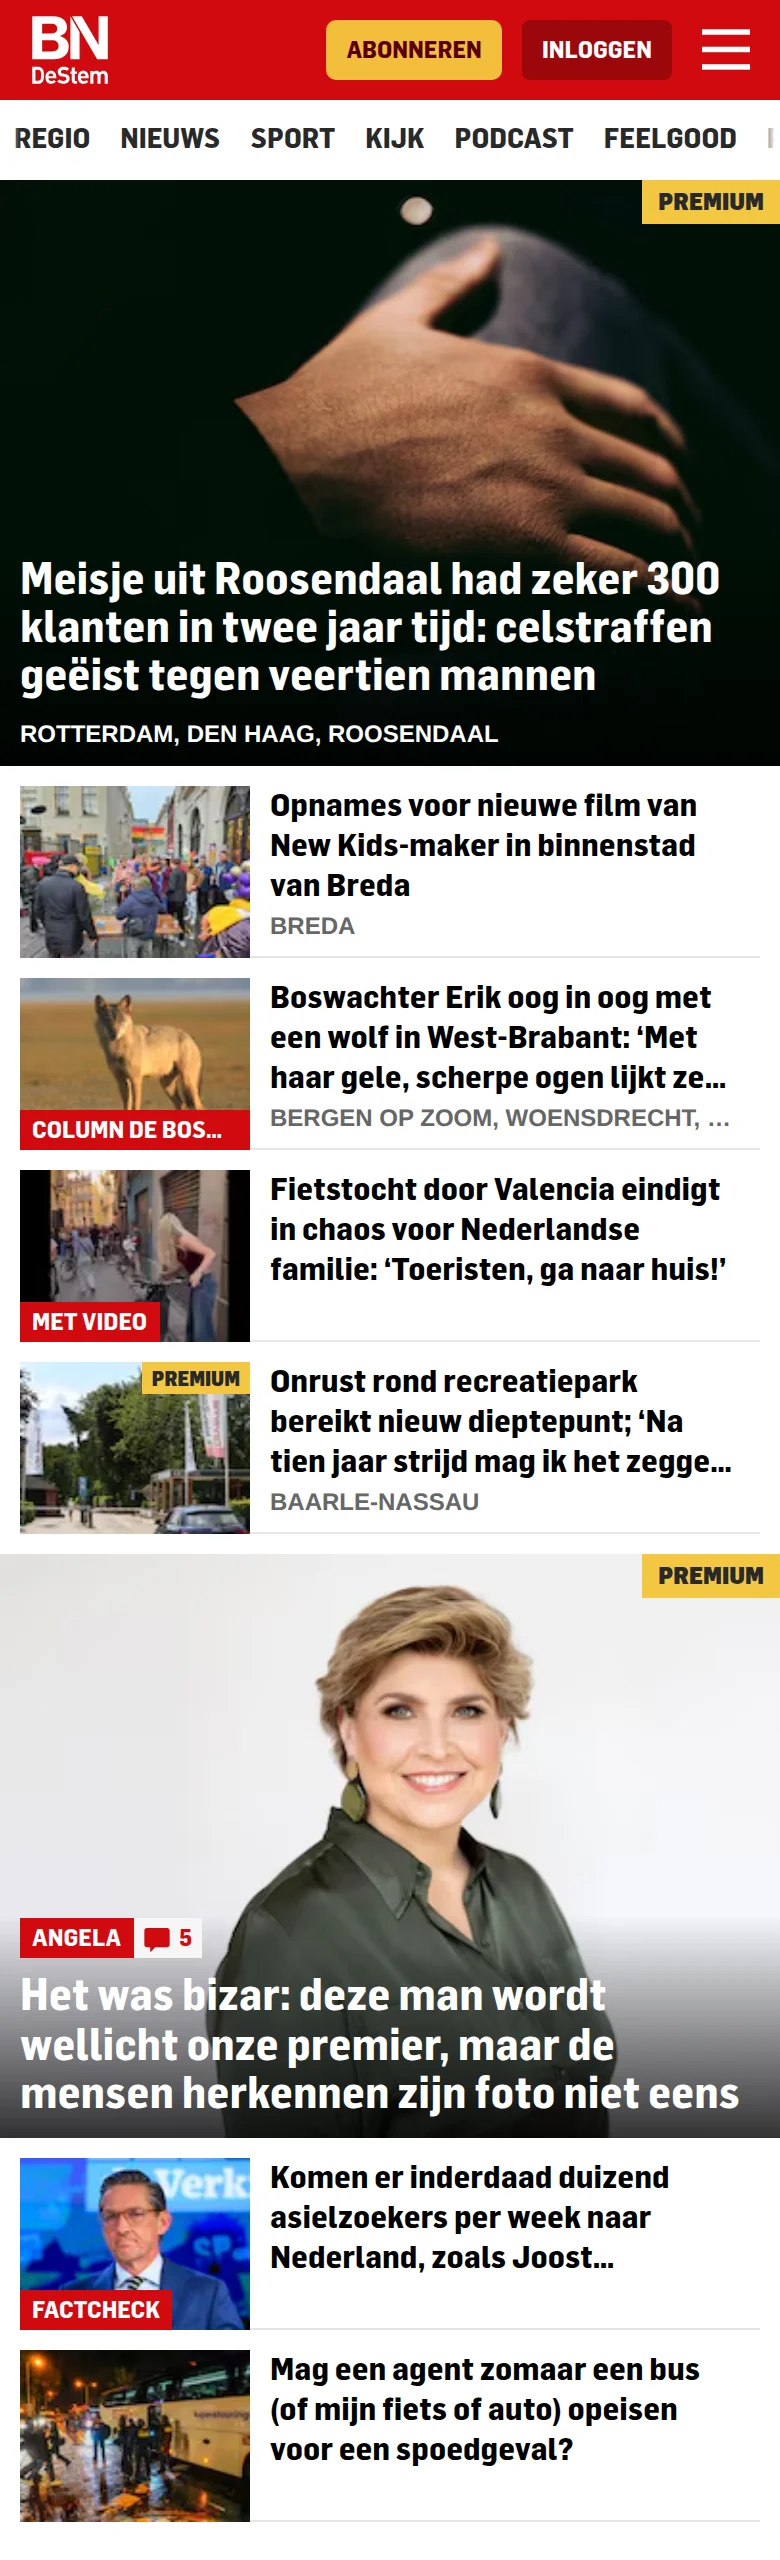 BN
DeStem
ABONNEREN
INLOGGEN
REGIO NIEUWS SPORT KIJK PODCAST FEELGOOD
PREMIUM
Meisje uit Roosendaal had zeker 300
klanten in twee jaar tijd: celstraffen
geëist tegen veertien mannen
ROTTERDAM, DEN HAAG, ROOSENDAAL
Opnames voor nieuwe film van
New Kids-maker in binnenstad
van Breda
BREDA
Boswachter Erik oog in oog met
een wolf in West-Brabant: ‘Met
haar gele, scherpe ogen lijkt ze...
COLUMN DE BOS...
BERGEN OP ZOOM, WOENSDRECHT, …
Fietstocht door Valencia eindigt
in chaos voor Nederlandse
familie: ‘Toeristen, ga naar huis!’
MET VIDEO
PREMIUM
Onrust rond recreatiepark
bereikt nieuw dieptepunt; ‘Na
tien jaar strijd mag ik het zegge...
BAARLE-NASSAU
PREMIUM
ANGELA 5
Het was bizar: deze man wordt
wellicht onze premier, maar de
mensen herkennen zijn foto niet eens
Verk
Komen er inderdaad duizend
asielzoekers per week naar
Nederland, zoals Joost...
FACTCHECK
Mag een agent zomaar een bus
(of mijn fiets of auto) opeisen
voor een spoedgeval?